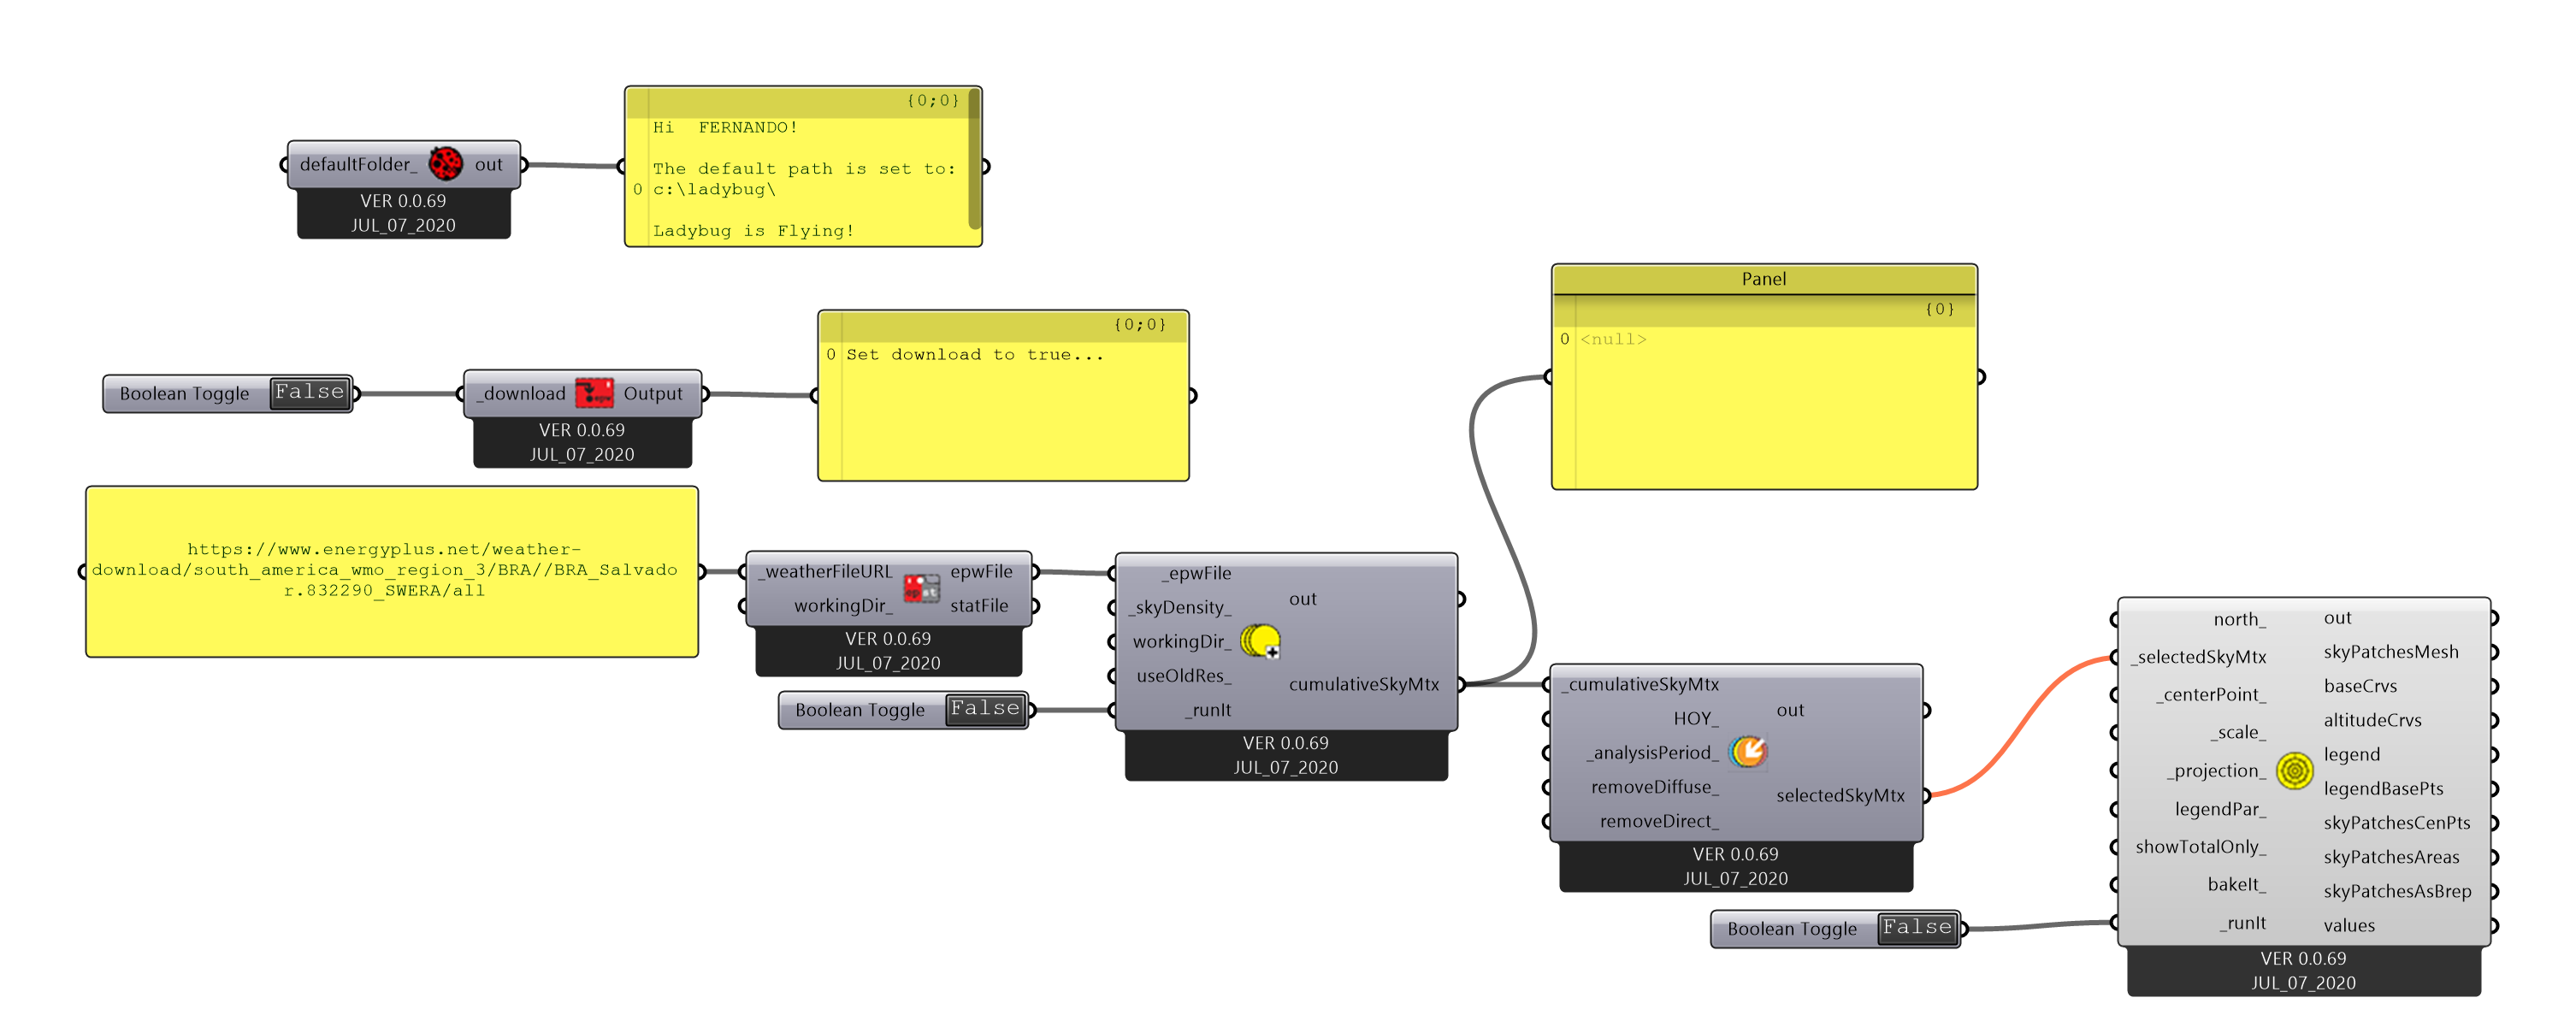 {0;0}
Hi  FERNANDO!
The default path is set to:
0 c:\ladybug\
Ladybug is Flying!
defaultFolder_ out
VER 0.0.69
JUL_07_2020
{0;0}
0 Set download to true...
Boolean Toggle False
_download Output
VER 0.0.69
JUL_07_2020
Panel
{0}
0 <null>
https://www.energyplus.net/weather-
download/south_america_wmo_region_3/BRA//BRA_Salvado
r.832290_SWERA/all
_weatherFileURL epwFile
workingDir_ statFile
VER 0.0.69
JUL_07_2020
Boolean Toggle False
_epwFile
_skyDensity_
workingDir_
useOldRes_
_runIt
out
cumulativeSkyMtx
VER 0.0.69
JUL_07_2020
_cumulativeSkyMtx
HOY_
_analysisPeriod_
removeDiffuse_
removeDirect_
out
selectedSkyMtx
VER 0.0.69
JUL_07_2020
Boolean Toggle False
north_
_selectedSkyMtx
_centerPoint_
_scale_
_projection_
legendPar_
showTotalOnly_
bakeIt_
_runIt
out
skyPatchesMesh
baseCrvs
altitudeCrvs
legend
legendBasePts
skyPatchesCenPts
skyPatchesAreas
skyPatchesAsBrep
values
VER 0.0.69
JUL_07_2020